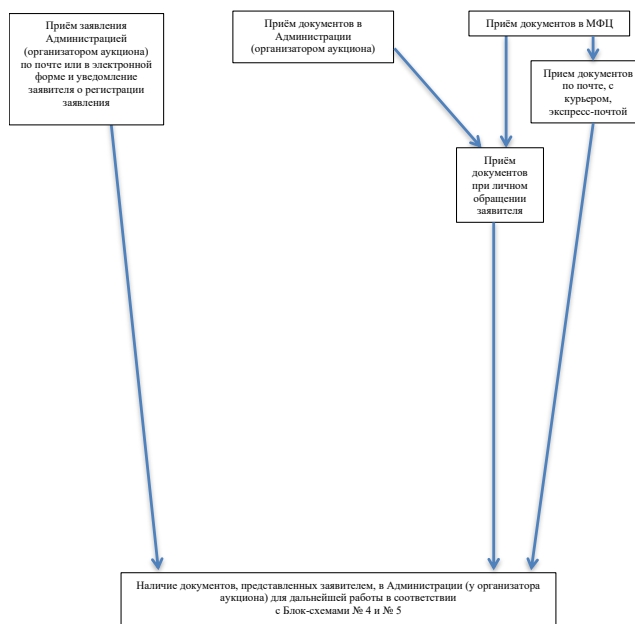 Приём заявления
Администрацией
(организатором аукциона)
по почте или в электронной
форме и уведомление
заявителя о регистрации
заявления
Приём документов в
Администрации
(организатором аукциона)
Приём документов в МФЦ
Прием документов
по почте, с
курьером,
экспресс-почтой
Приём
документов
при личном
обращении
заявителя
Наличие документов, представленных заявителем, в Администрации (у организатора
аукциона) для дальнейшей работы в соответствии
с Блок-схемами № 4 и № 5